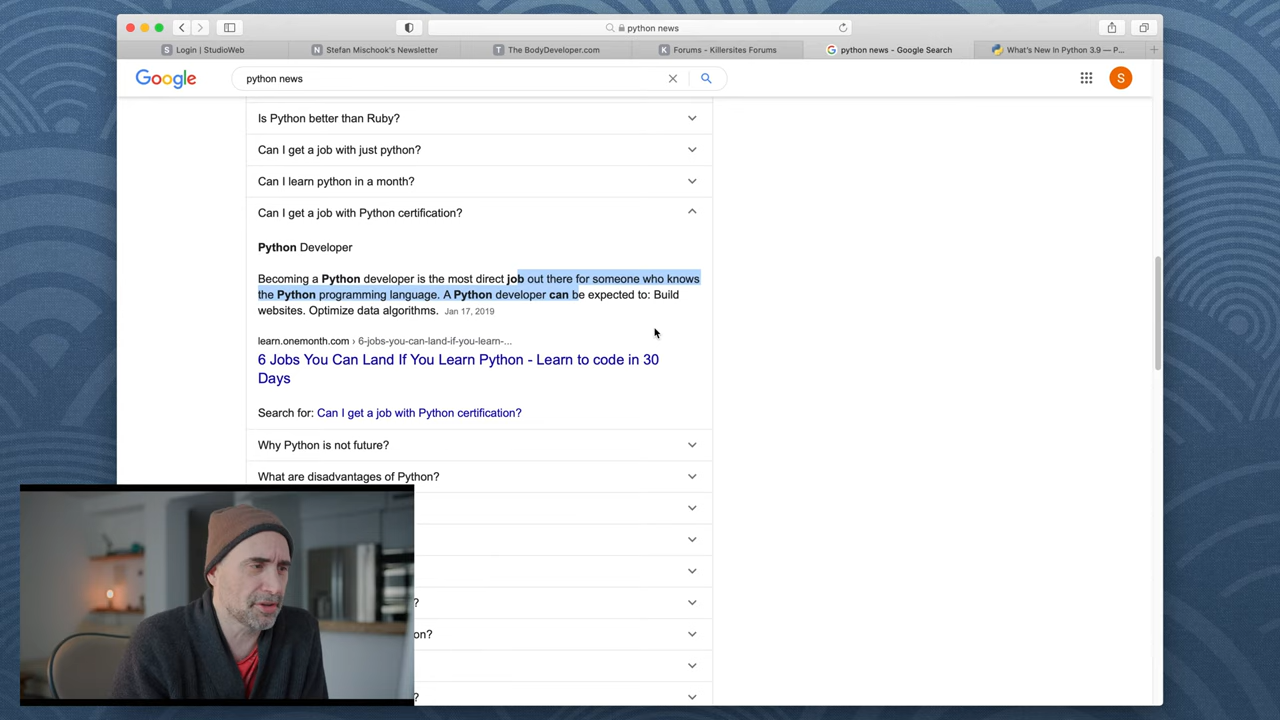 python news
Login | StudioWeb
Stefan Mischook's Newsletter
The BodyDeveloper.com
Forums - Killersites Forums
python news - Google Search
What's New In Python 3.9 — P...
Google
python news
S
Is Python better than Ruby?
Can I get a job with just python?
Can I learn python in a month?
Can I get a job with Python certification?
Python Developer
Becoming a Python developer is the most direct job out there for someone who knows
the Python programming language. A Python developer can be expected to: Build
websites. Optimize data algorithms. Jan 17, 2019
learn.onemonth.com › 6-jobs-you-can-land-if-you-learn-...
6 Jobs You Can Land If You Learn Python - Learn to code in 30
Days
Search for: Can I get a job with Python certification?
Why Python is not future?
What are disadvantages of Python?
?
on?
?